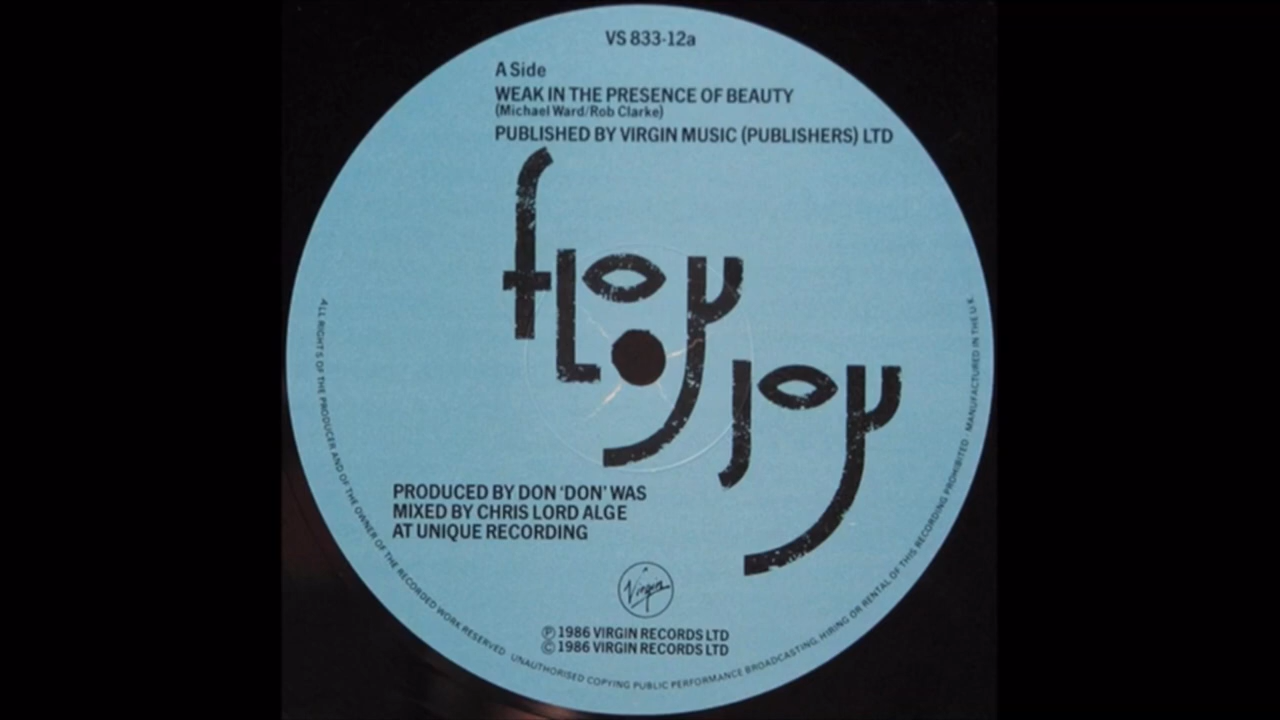 VS 833-12a
A Side
WEAK IN THE PRESENCE OF BEAUTY
(Michael Ward/Rob Clarke)
PUBLISHED BY VIRGIN MUSIC (PUBLISHERS) LTD
floy
joy
PRODUCED BY DON ‘DON’ WAS
MIXED BY CHRIS LORD ALGE
AT UNIQUE RECORDING
Virgin
Ⓟ 1986 VIRGIN RECORDS LTD
© 1986 VIRGIN RECORDS LTD
ALL RIGHTS OF THE PRODUCER AND OF THE OWNER OF THE RECORDED WORK RESERVED · UNAUTHORISED COPYING PUBLIC PERFORMANCE BROADCASTING, HIRING OR RENTAL OF THIS RECORDING PROHIBITED · MANUFACTURED IN THE U.K.